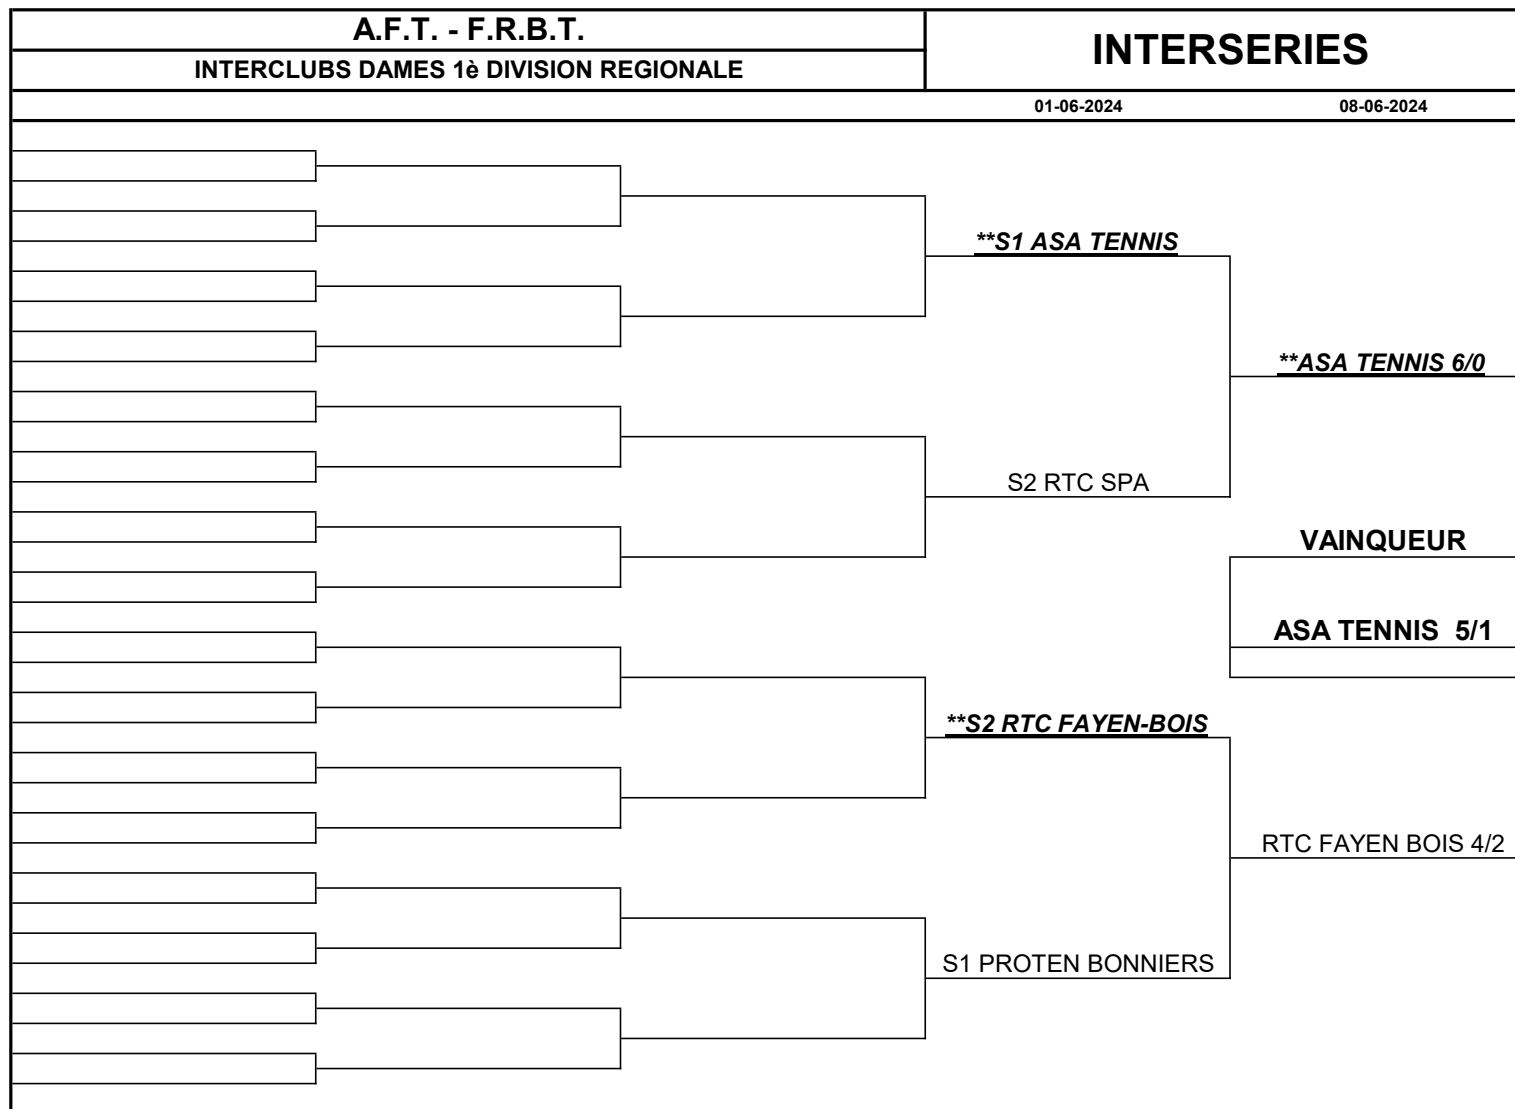 A.F.T. - F.R.B.T.
INTERSERIES
INTERCLUBS DAMES 1è DIVISION REGIONALE
01-06-2024 08-06-2024
**S1 ASA TENNIS
**ASA TENNIS 6/0
S2 RTC SPA
VAINQUEUR
ASA TENNIS 5/1
**S2 RTC FAYEN-BOIS
RTC FAYEN BOIS 4/2
S1 PROTEN BONNIERS